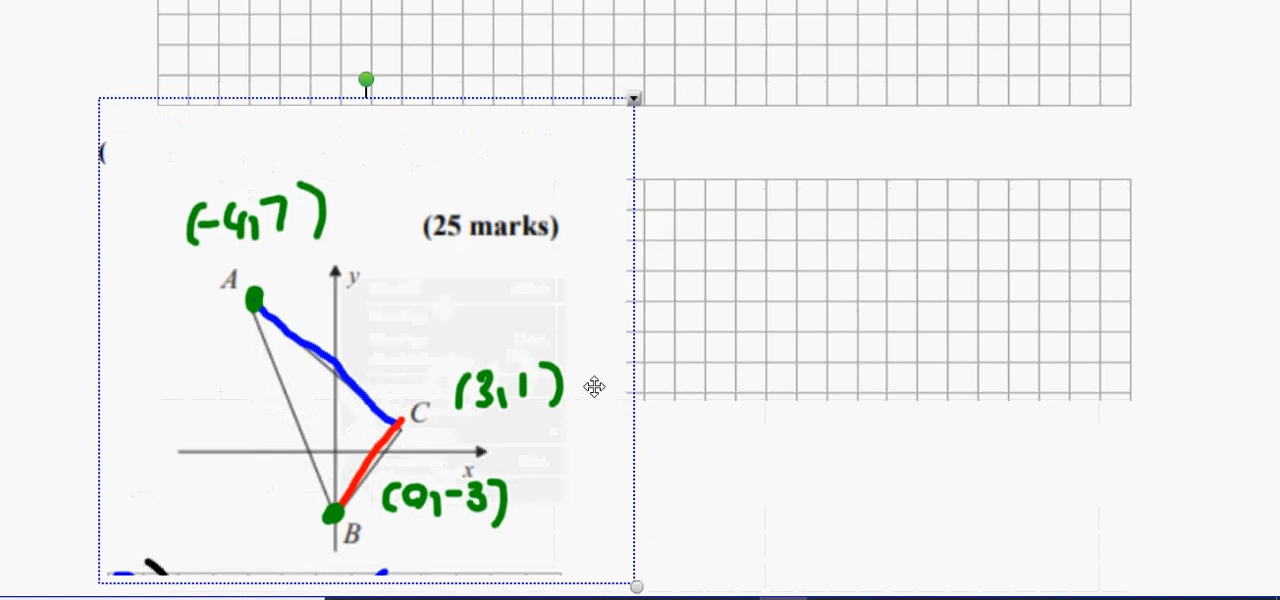 (
(-4,7)
(25 marks)
A
y
(3,1)
C
x
(0,-3)
B